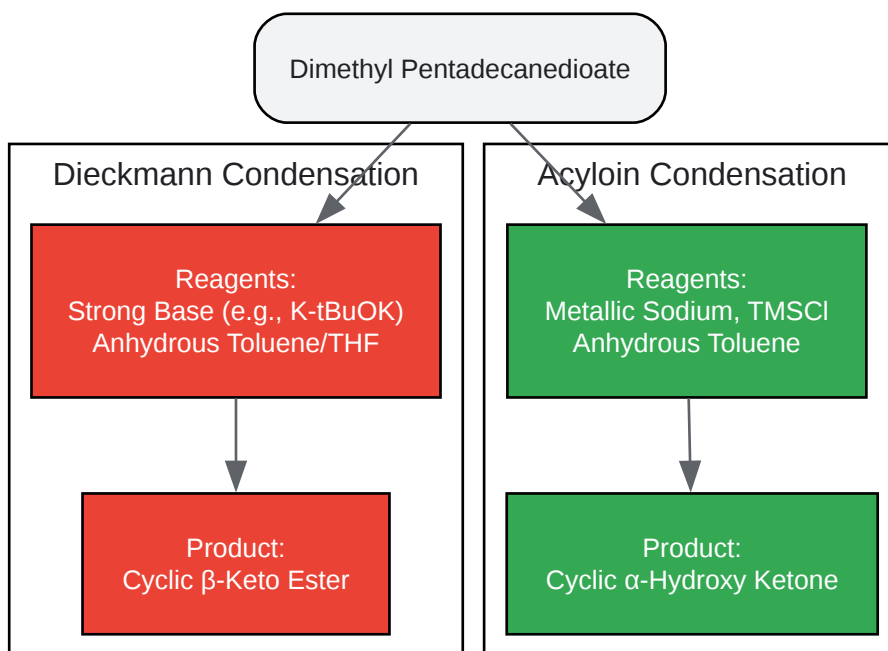 Dimethyl Pentadecanedioate
Dieckmann Condensation
Reagents:
Strong Base (e.g., K-tBuOK)
Anhydrous Toluene/THF
Product:
Cyclic β-Keto Ester
Acyloin Condensation
Reagents:
Metallic Sodium, TMSCl
Anhydrous Toluene
Product:
Cyclic α-Hydroxy Ketone